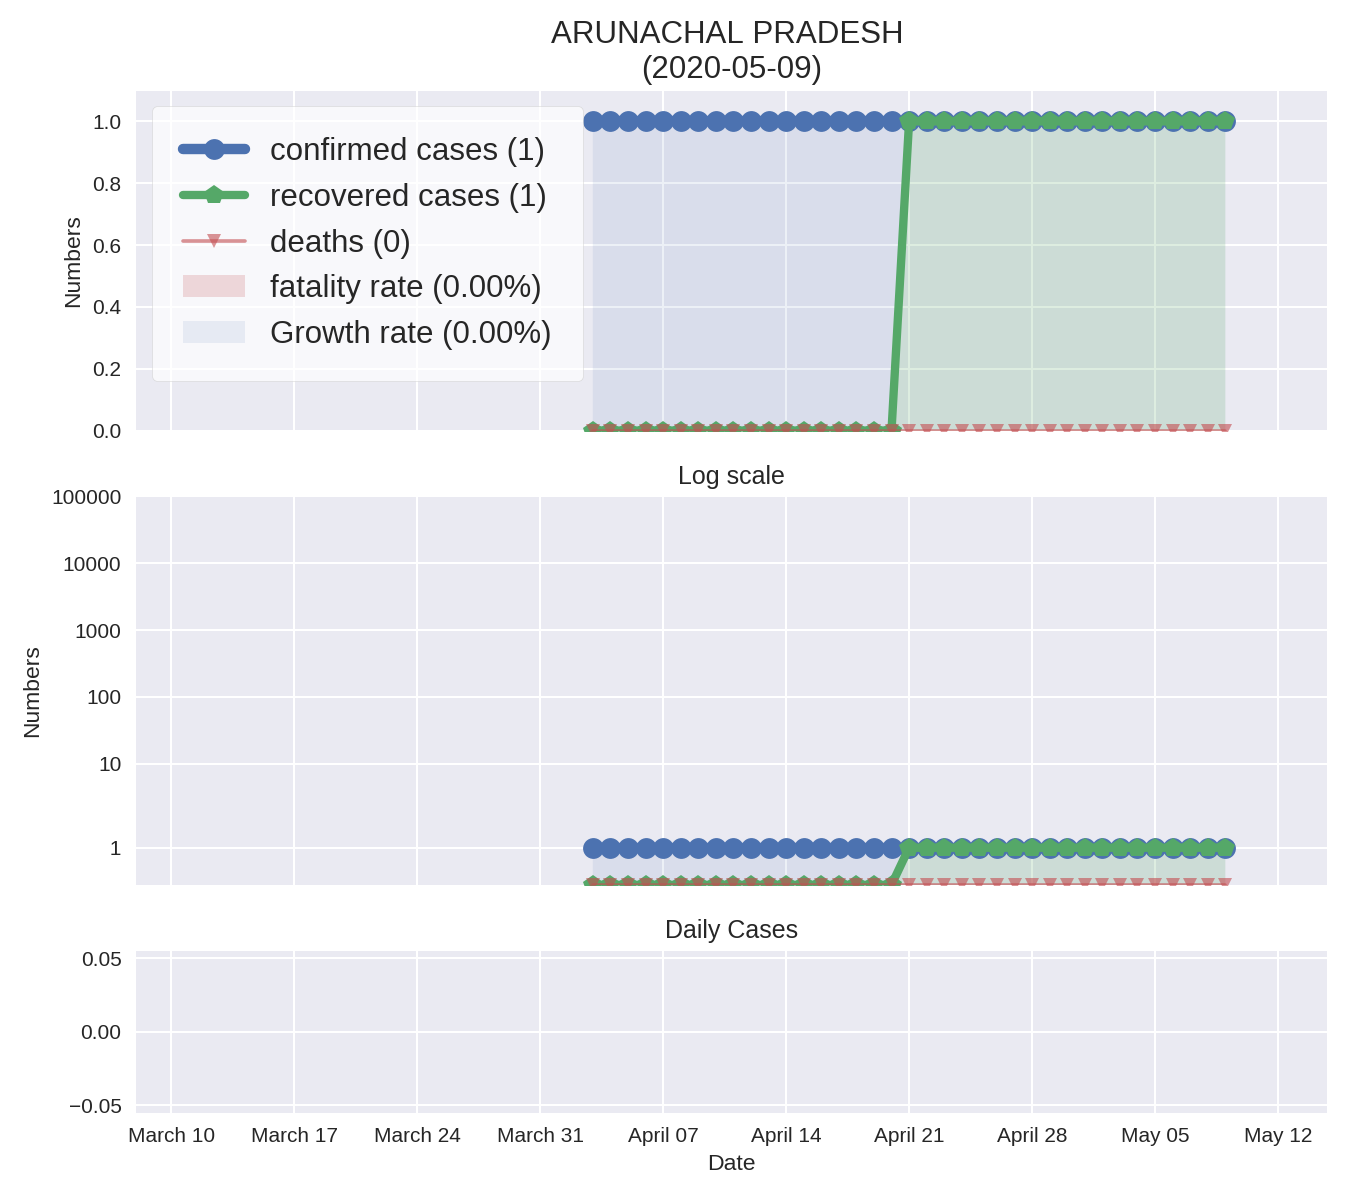 ARUNACHAL PRADESH
(2020-05-09)
1.0
0.8
0.6
0.4
0.2
0.0
Numbers
confirmed cases (1)
recovered cases (1)
deaths (0)
fatality rate (0.00%)
Growth rate (0.00%)
Log scale
100000
10000
1000
100
10
1
Numbers
Daily Cases
0.05
0.00
−0.05
March 10 March 17 March 24 March 31 April 07 April 14 April 21 April 28 May 05 May 12
Date